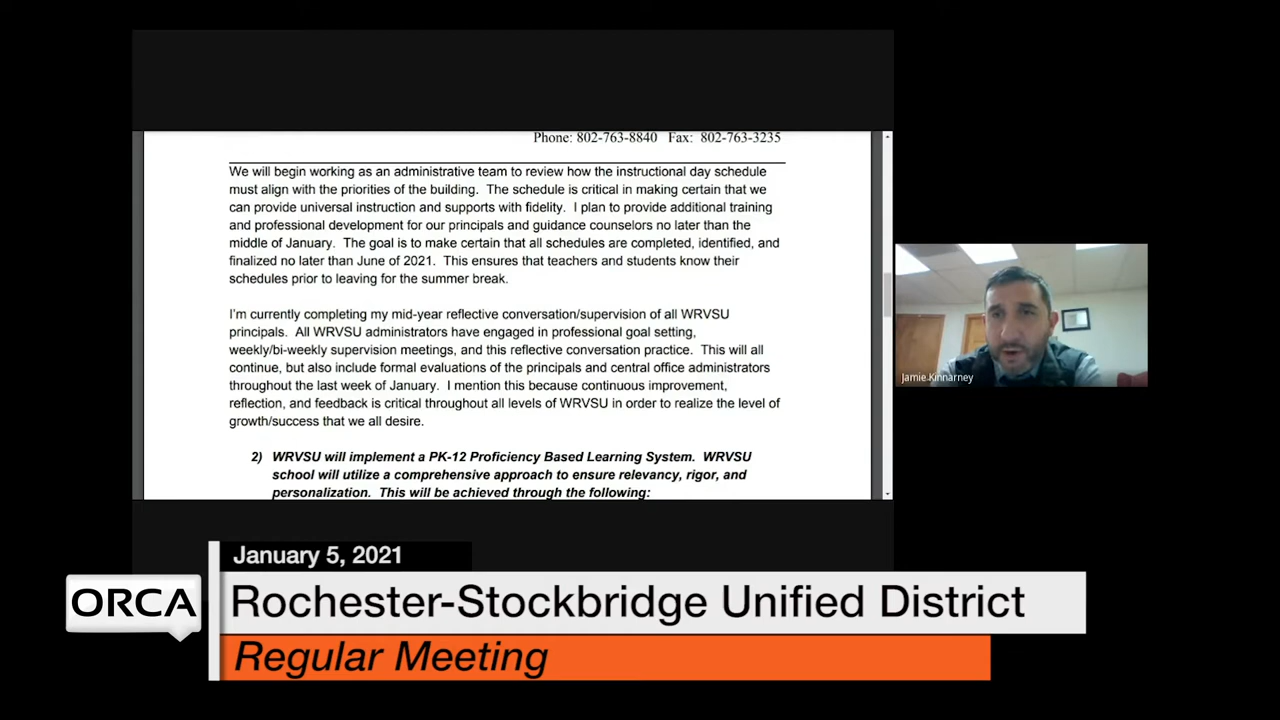 Phone: 802-763-8840 Fax: 802-763-3235
We will begin working as an administrative team to review how the instructional day schedule
must align with the priorities of the building. The schedule is critical in making certain that we
can provide universal instruction and supports with fidelity. I plan to provide additional training
and professional development for our principals and guidance counselors no later than the
middle of January. The goal is to make certain that all schedules are completed, identified, and
finalized no later than June of 2021. This ensures that teachers and students know their
schedules prior to leaving for the summer break.
I'm currently completing my mid-year reflective conversation/supervision of all WRVSU
principals. All WRVSU administrators have engaged in professional goal setting,
weekly/bi-weekly supervision meetings, and this reflective conversation practice. This will all
continue, but also include formal evaluations of the principals and central office administrators
throughout the last week of January. I mention this because continuous improvement,
reflection, and feedback is critical throughout all levels of WRVSU in order to realize the level of
growth/success that we all desire.
2) WRVSU will implement a PK-12 Proficiency Based Learning System. WRVSU
school will utilize a comprehensive approach to ensure relevancy, rigor, and
personalization. This will be achieved through the following:
Jamie Kinnarney
January 5, 2021
ORCA
Rochester-Stockbridge Unified District
Regular Meeting